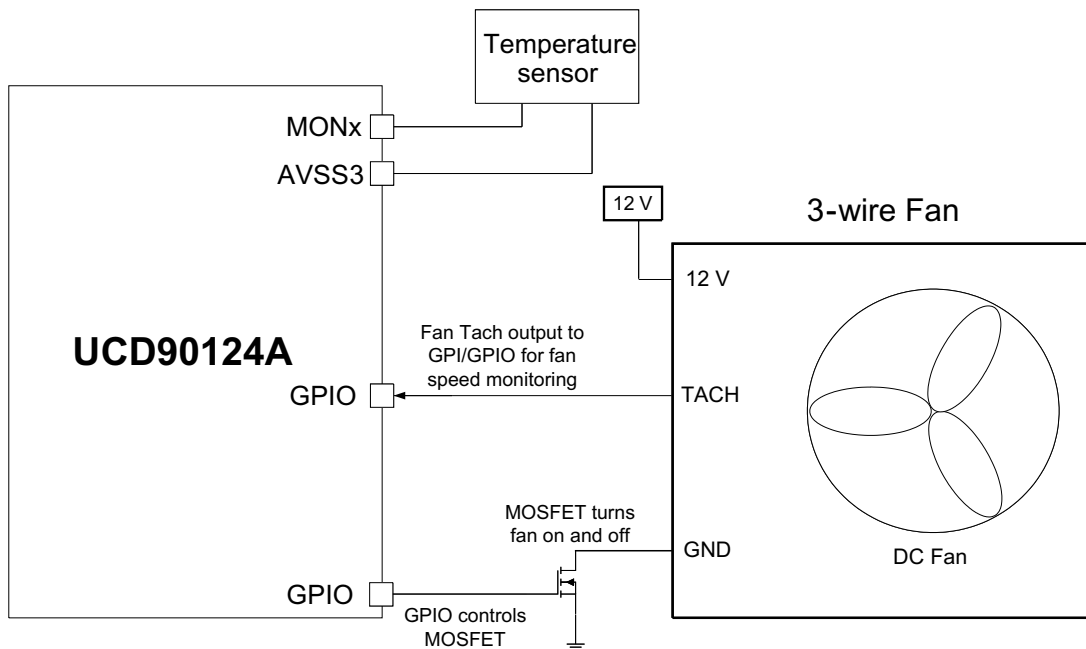 Temperature
sensor
MONx
AVSS3
12 V
3-wire Fan
12 V
UCD90124A
Fan Tach output to
GPI/GPIO for fan
speed monitoring
GPIO
TACH
MOSFET turns
fan on and off
GND
DC Fan
GPIO
GPIO controls
MOSFET